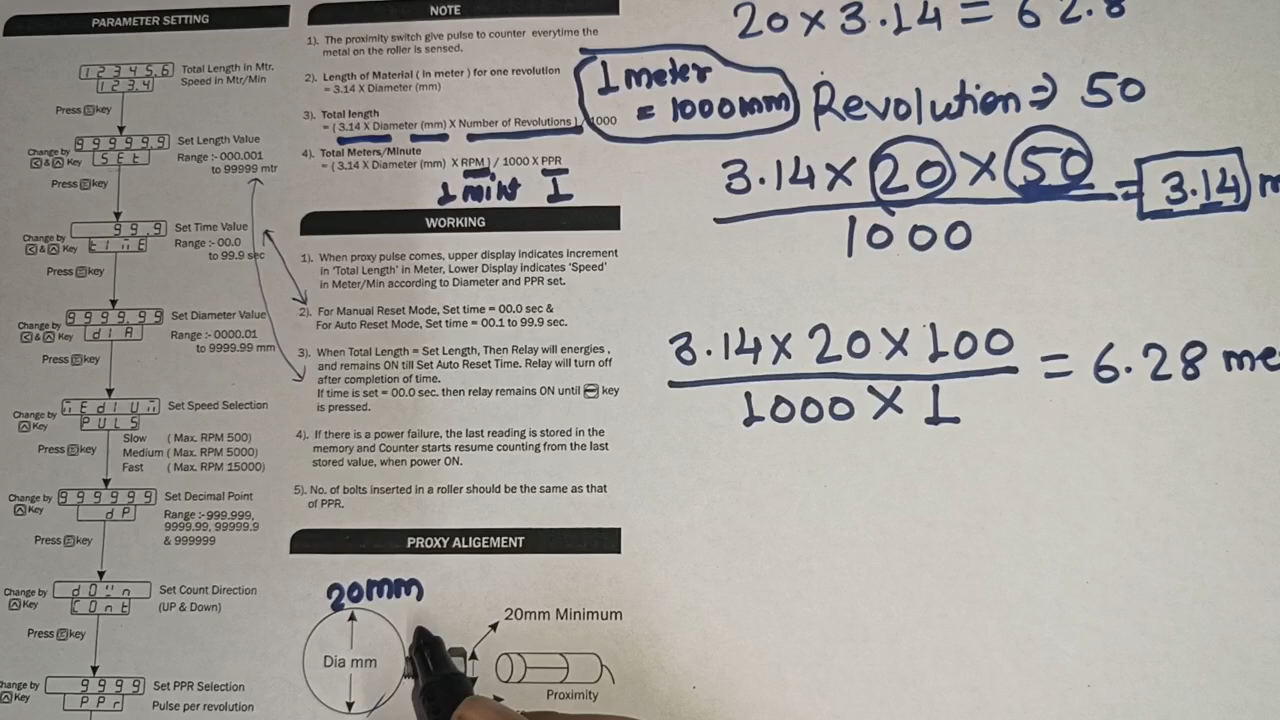 PARAMETER SETTING
123456 Total Length in Mtr.
123.4 Speed in Mtr/Min
Press key
999999 Set Length Value
Change by & Key SEt Range :- 000.001 to 99999 mtr
Press key
99.9 Set Time Value
Change by & Key tiME Range :- 00.0 to 99.9 sec
Press key
9999.99 Set Diameter Value
Change by & Key diA Range :- 0000.01 to 9999.99 mm
Press key
MEdiUM Set Speed Selection
Change by Key PULS
Slow ( Max. RPM 500)
Press key Medium ( Max. RPM 5000)
Fast ( Max. RPM 15000)
999999 Set Decimal Point
Change by Key dP Range :-999.999, 9999.99, 99999.9 & 999999
Press key
Change by Key doWn Set Count Direction
Cont (UP & Down)
Press key
9999 Set PPR Selection
hange by Key PPr Pulse per revolution
NOTE
1). The proximity switch give pulse to counter everytime the
metal on the roller is sensed.
2). Length of Material ( in meter ) for one revolution
= 3.14 X Diameter (mm)
3). Total length
= ( 3.14 X Diameter (mm) X Number of Revolutions ) / 1000
4). Total Meters/Minute
= ( 3.14 X Diameter (mm) X RPM ) / 1000 X PPR
1 mint 1
WORKING
1). When proxy pulse comes, upper display indicates increment
in 'Total Length' in Meter, Lower Display indicates 'Speed'
in Meter/Min according to Diameter and PPR set.
2). For Manual Reset Mode, Set time = 00.0 sec &
For Auto Reset Mode, Set time = 00.1 to 99.9 sec.
3). When Total Length = Set Length, Then Relay will energies ,
and remains ON till Set Auto Reset Time. Relay will turn off
after completion of time.
If time is set = 00.0 sec. then relay remains ON until key
is pressed.
4). If there is a power failure, the last reading is stored in the
memory and Counter starts resume counting from the last
stored value, when power ON.
5). No. of bolts inserted in a roller should be the same as that
of PPR.
PROXY ALIGEMENT
20mm
Dia mm
20mm Minimum
Proximity
20 x 3.14 = 62.8
1 meter
= 1000mm
Revolution => 50
3.14 x 20 x 50
1000
= 3.14 m
3.14 x 20 x 100
1000 x 1
= 6.28 me